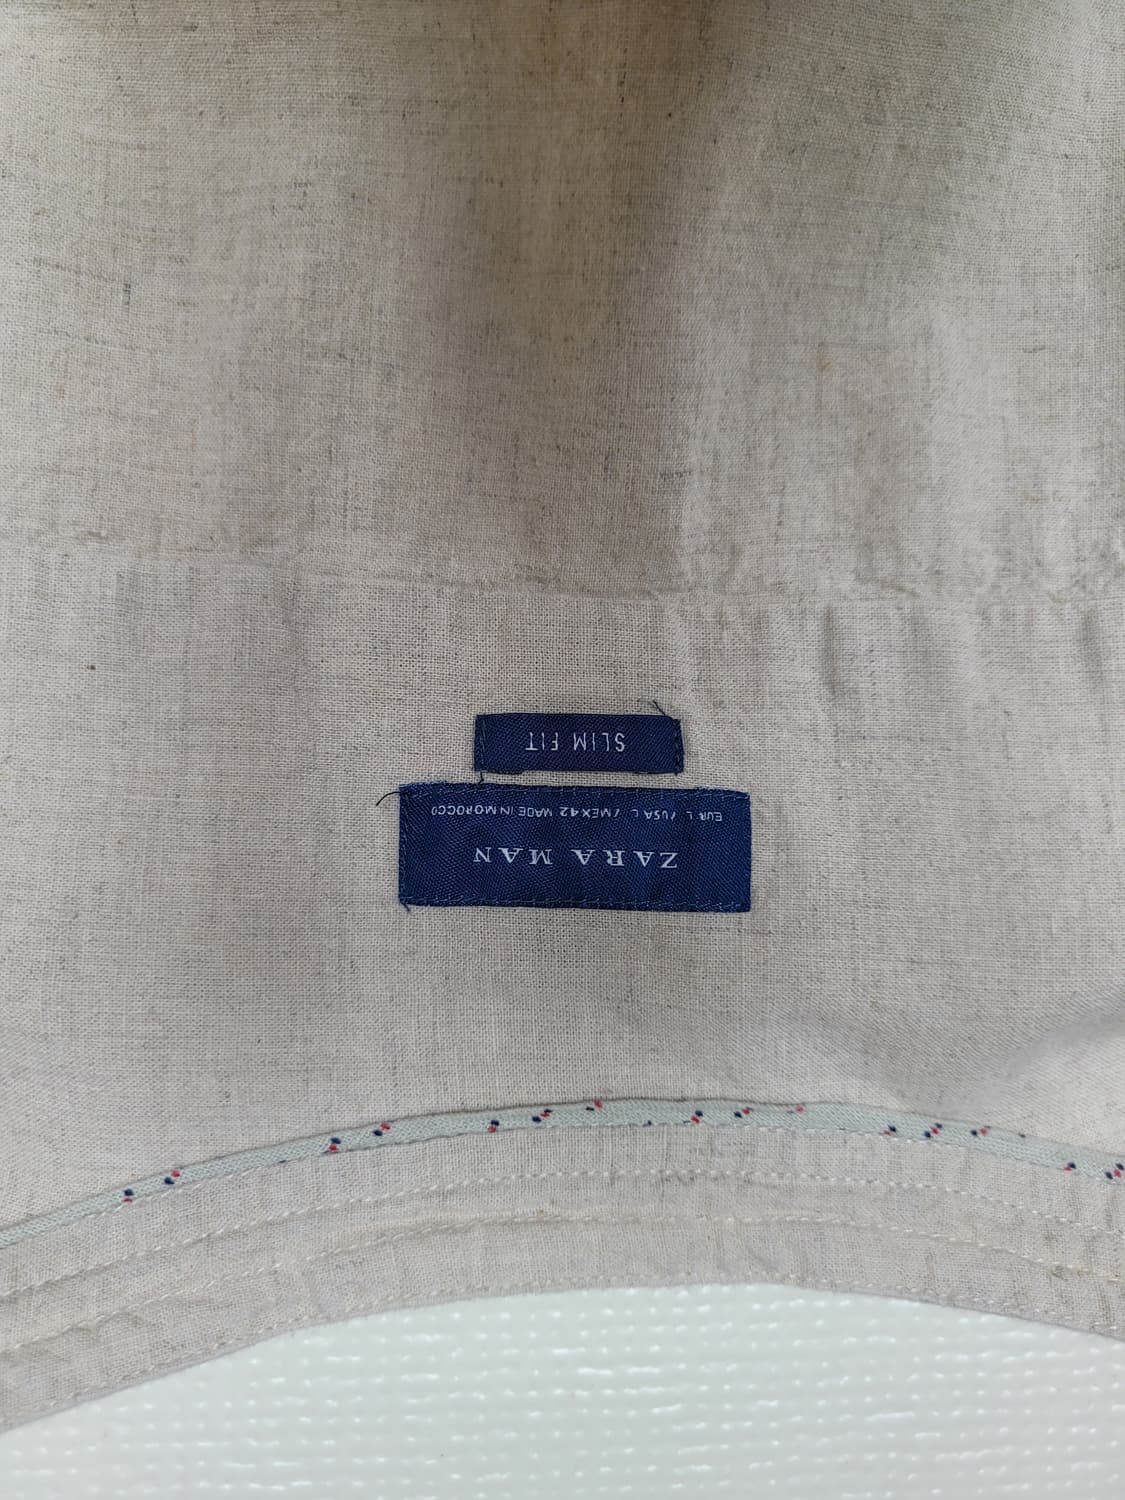 ZARA MAN
EUR L / USA L / MEX 42 MADE IN MOROCCO
SLIM FIT